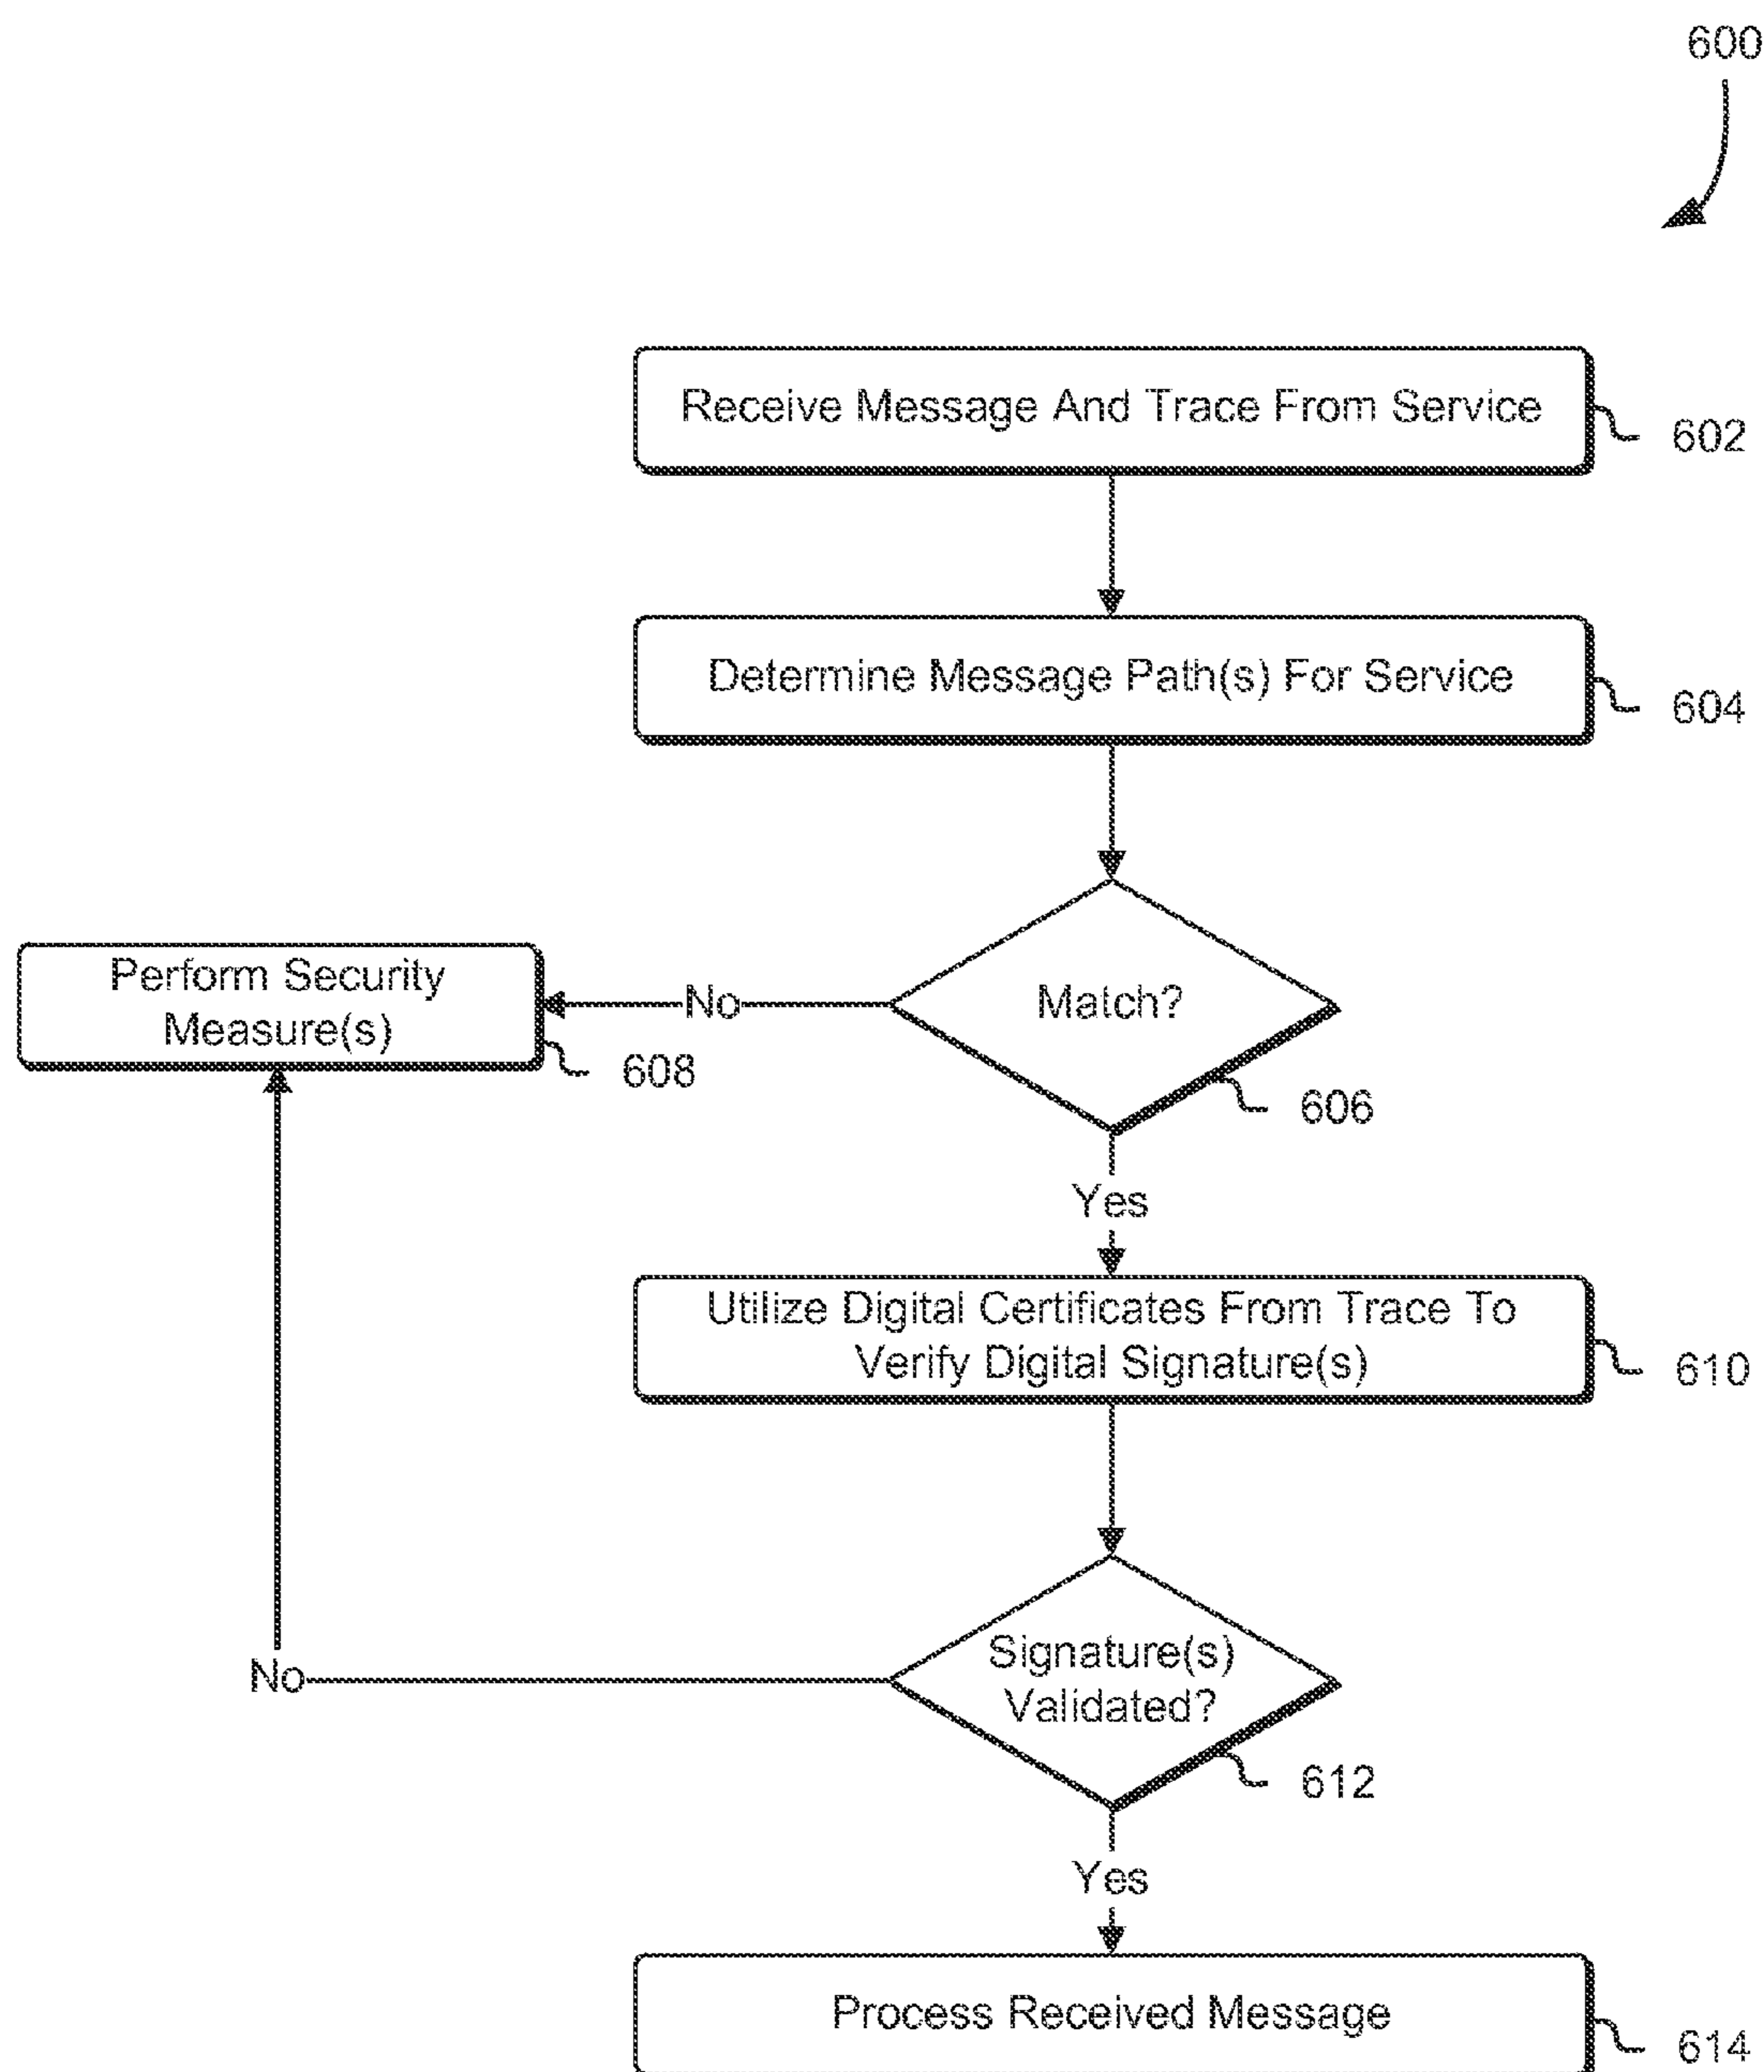 600
Receive Message And Trace From Service
602
Determine Message Path(s) For Service
604
Match?
606
No
Perform Security
Measure(s)
608
Yes
Utilize Digital Certificates From Trace To
Verify Digital Signature(s)
610
Signature(s)
Validated?
612
No
Yes
Process Received Message
614